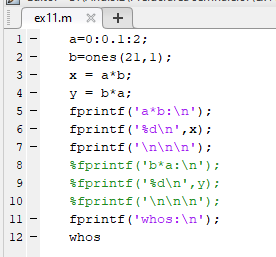 ex11.m × +
1 – a=0:0.1:2;
2 – b=ones(21,1);
3 – x = a*b;
4 – y = b*a;
5 – fprintf('a*b:\n');
6 – fprintf('%d\n',x);
7 – fprintf('\n\n\n');
8 %fprintf('b*a:\n');
9 %fprintf('%d\n',y);
10 %fprintf('\n\n\n');
11 – fprintf('whos:\n');
12 – whos